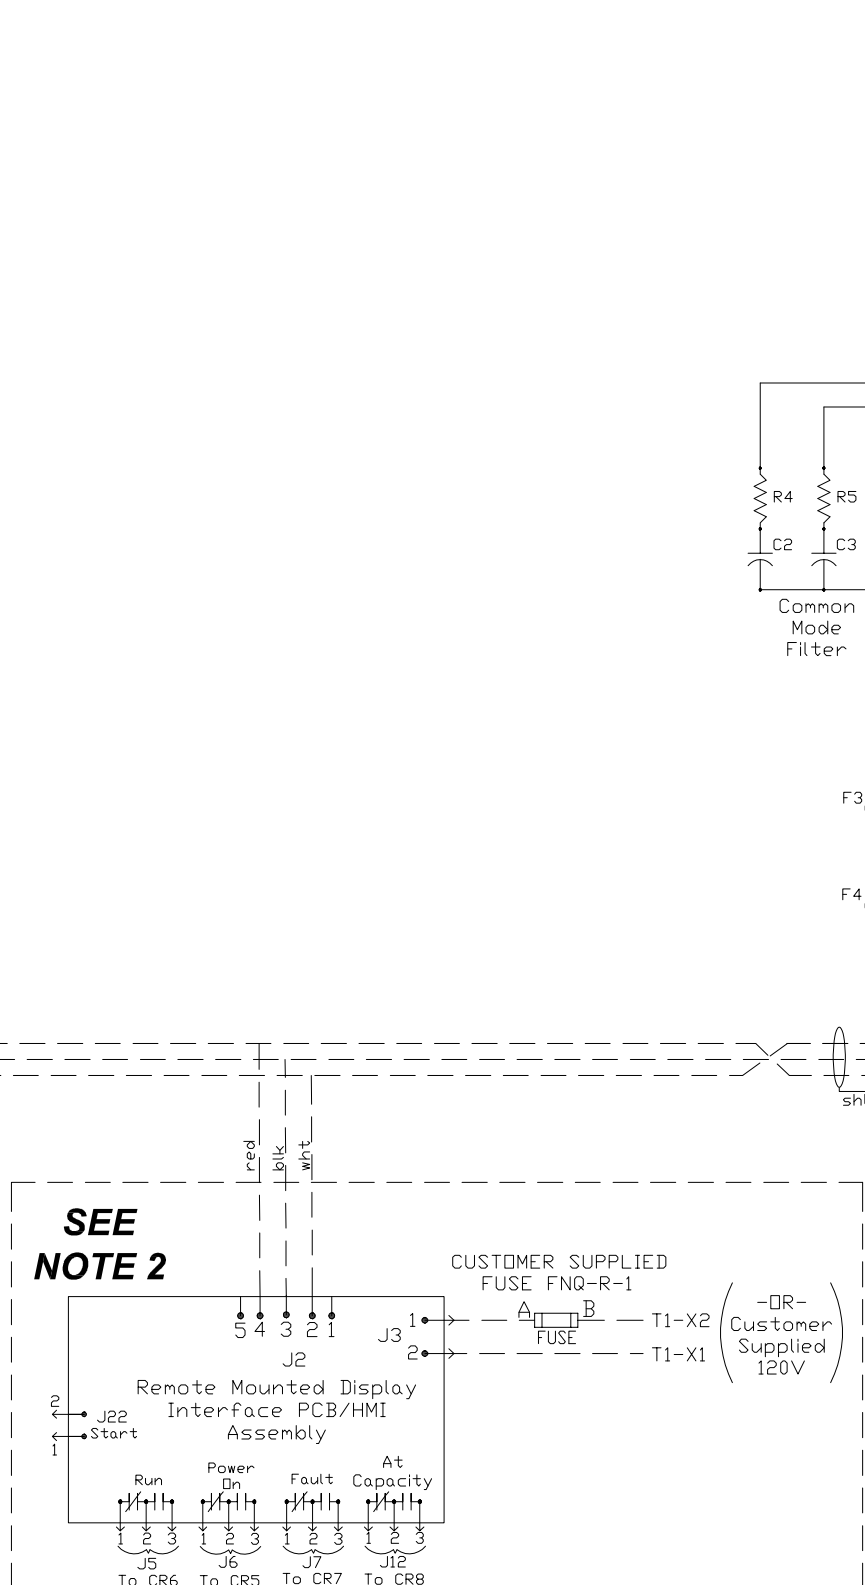 R4
R5
C2
C3
Common
Mode
Filter
F3
F4
red
blk
wht
SEE
NOTE 2
CUSTOMER SUPPLIED
FUSE FNQ-R-1
5 4 3 2 1
J2
J3
1
2
A
B
FUSE
T1-X2
T1-X1
-OR-
Customer
Supplied
120V
Remote Mounted Display
Interface PCB/HMI
Assembly
2
J22
Start
1
Run
Power
On
Fault
At
Capacity
1 2 3
1 2 3
1 2 3
1 2 3
J5
J6
J7
J12
To CR6
To CR5
To CR7
To CR8